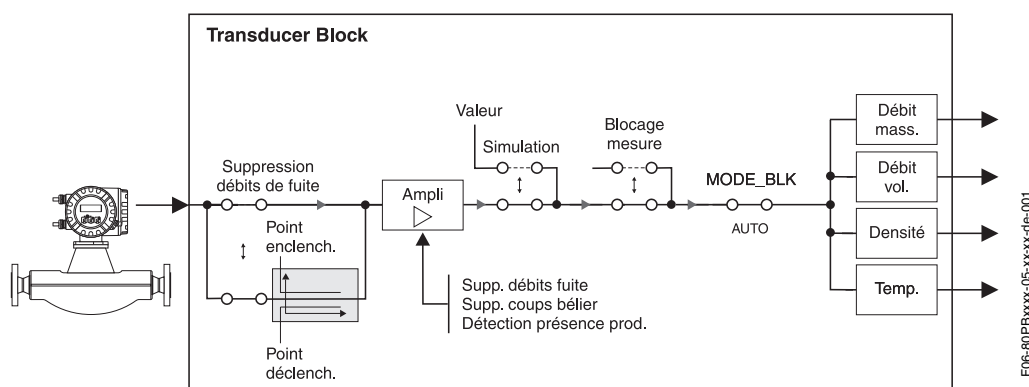 Transducer Block
Suppression
débits de fuite
Point
enclench.
Point
déclench.
Ampli
Supp. débits fuite
Supp. coups bélier
Détection présence prod.
Valeur
Simulation
Blocage
mesure
MODE_BLK
AUTO
Débit
mass.
Débit
vol.
Densité
Temp.
F06-80PBxxxx-05-xx-xx-de-001